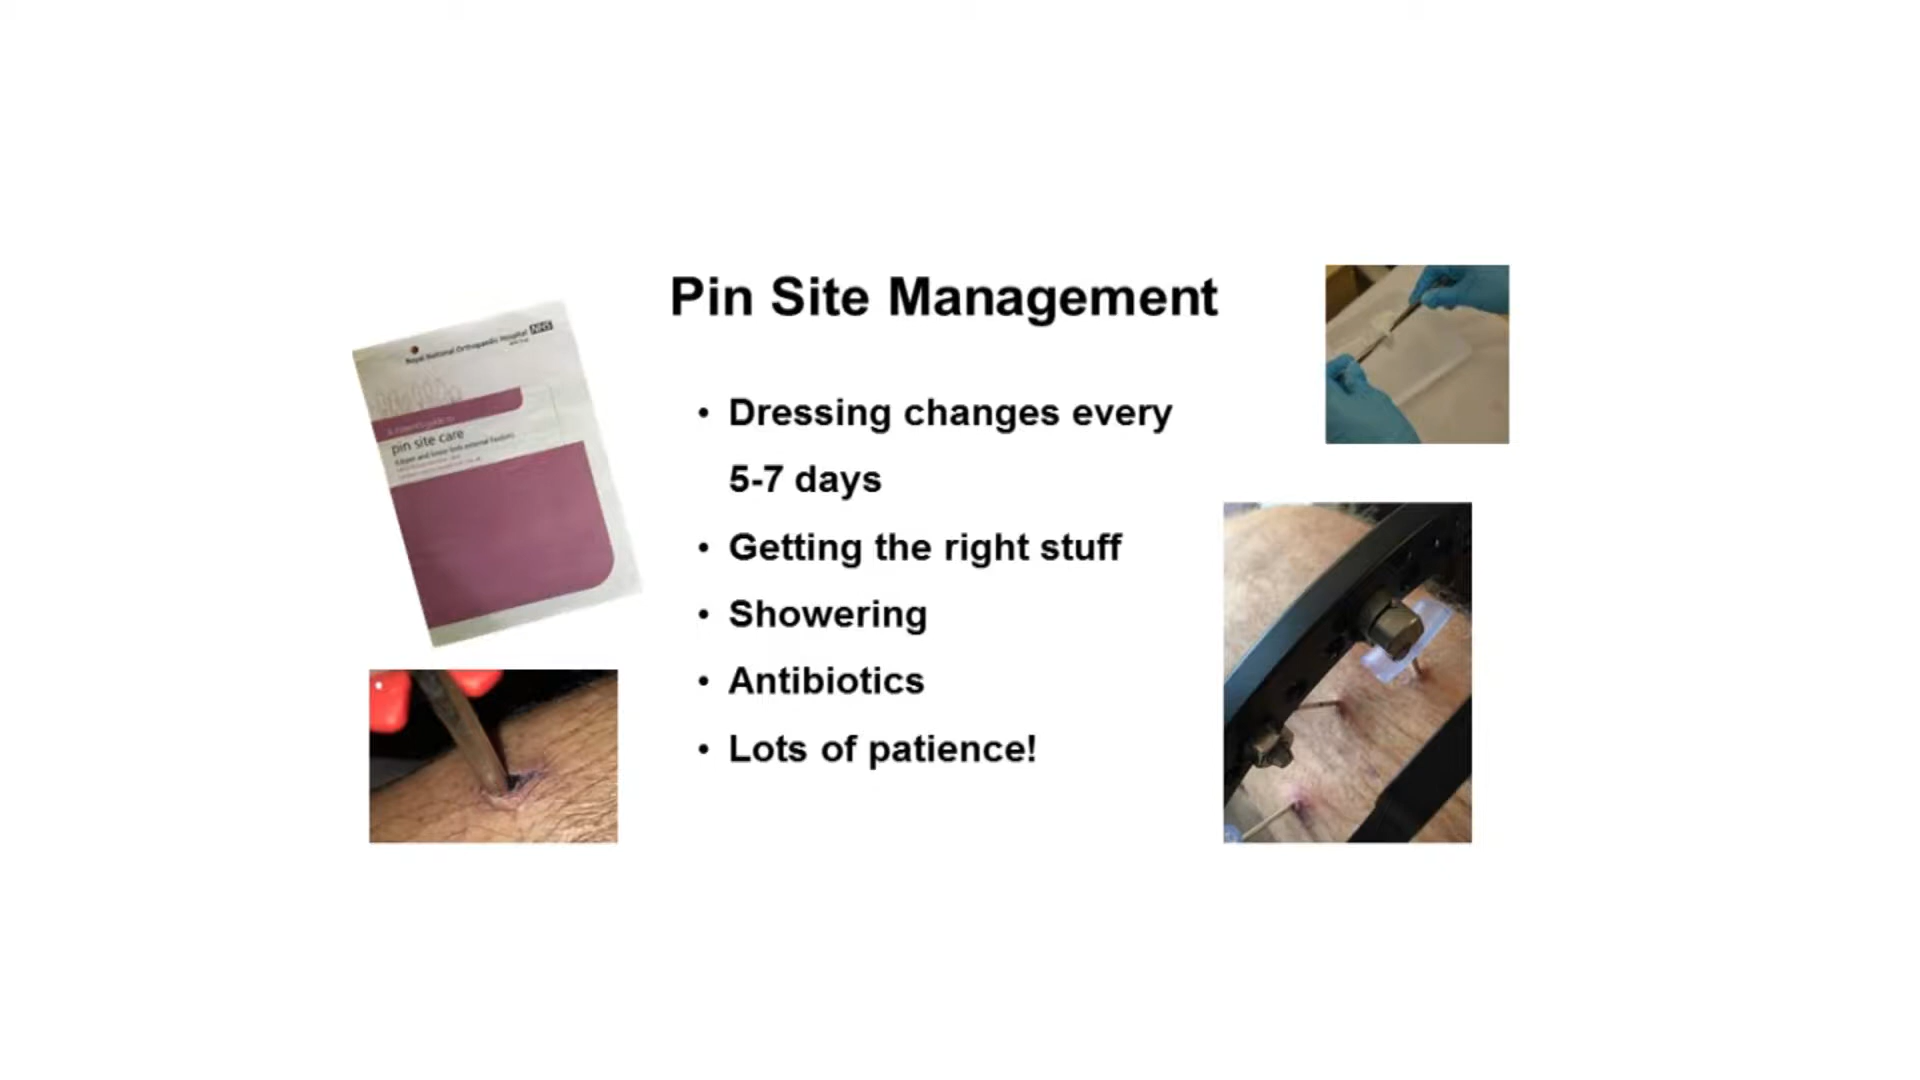 Pin Site Management
Royal National Orthopaedic Hospital NHS
pin site care
• Dressing changes every
5-7 days
• Getting the right stuff
• Showering
• Antibiotics
• Lots of patience!